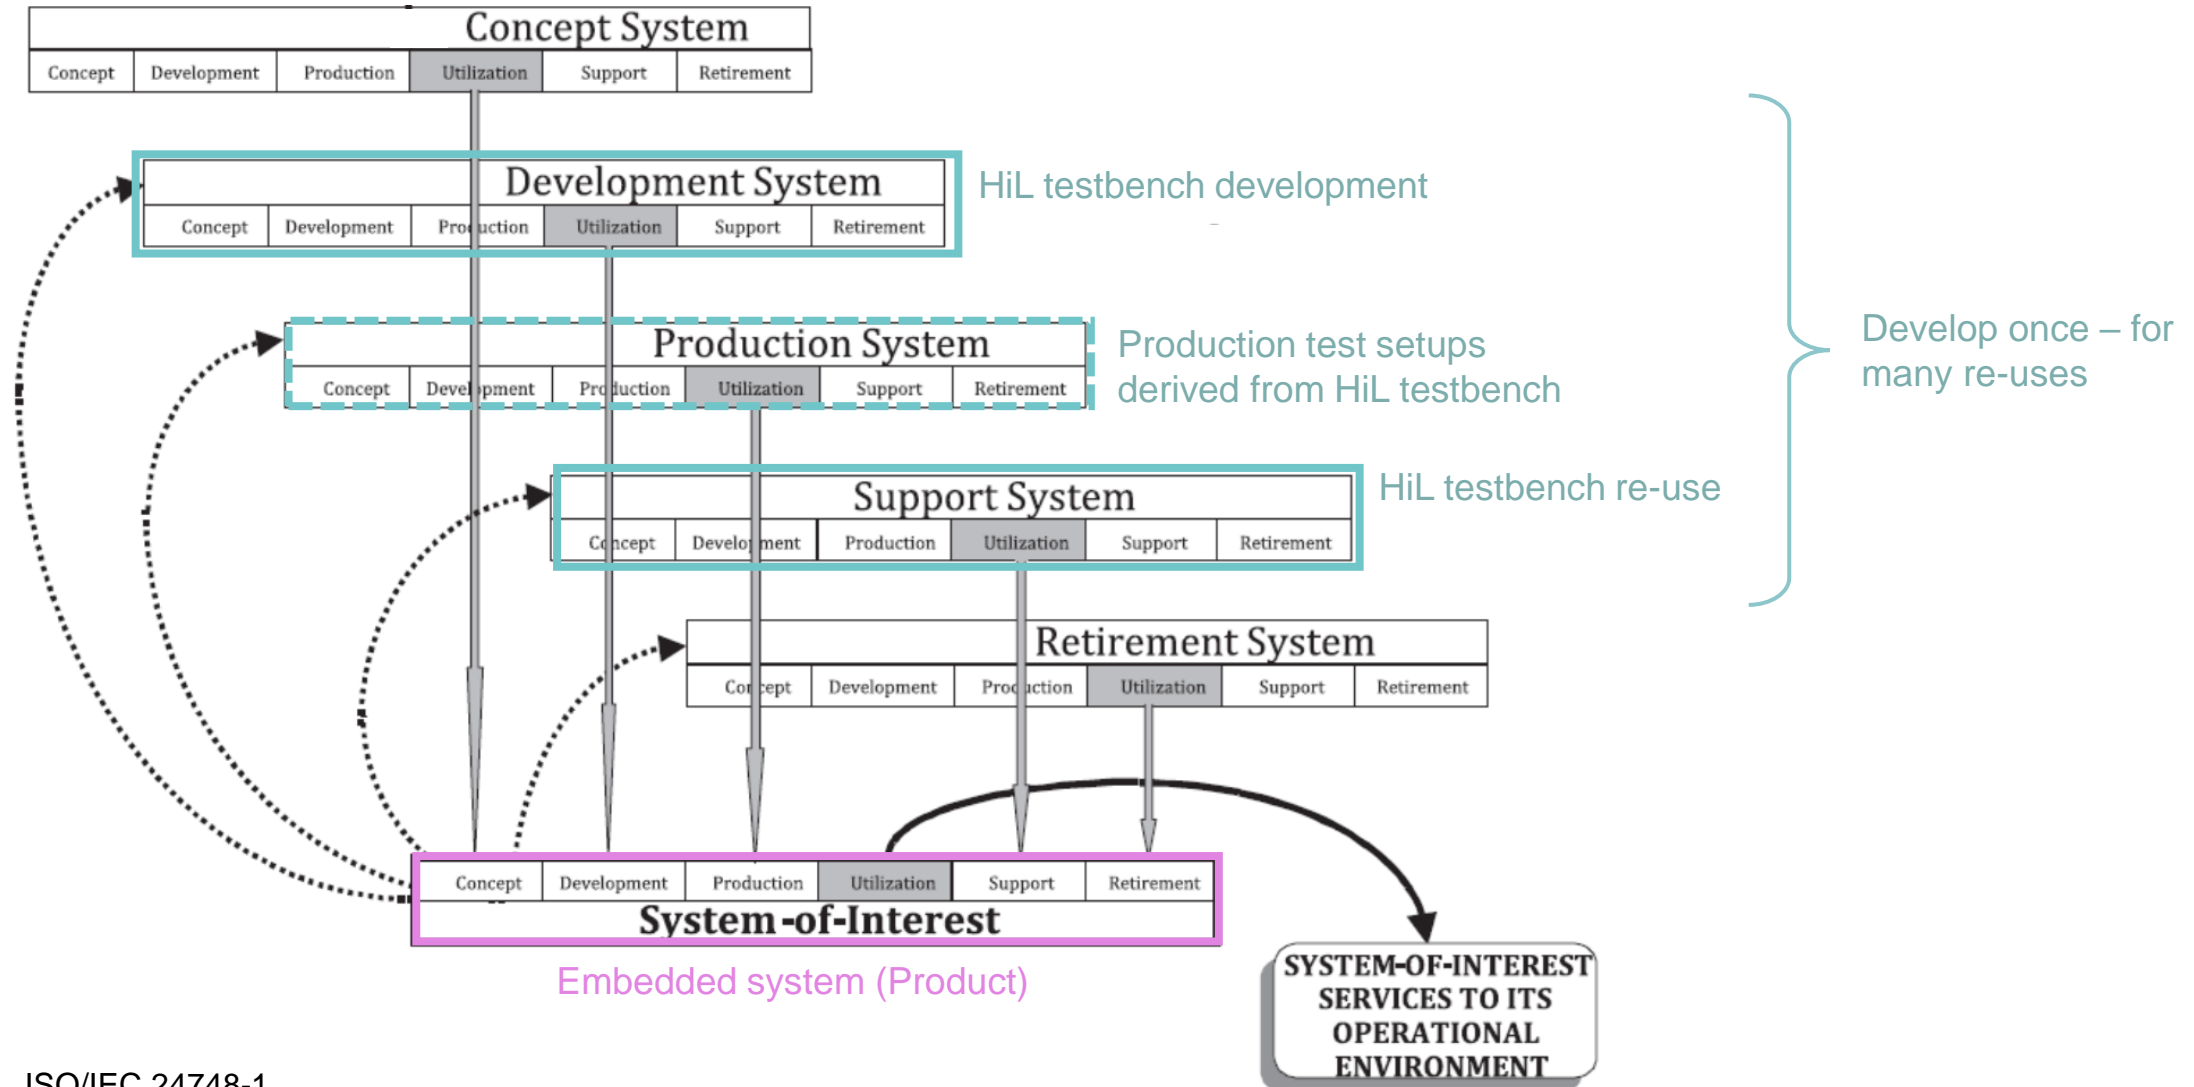 Concept System
Concept Development Production Utilization Support Retirement
Development System
HiL testbench development
Concept Development Production Utilization Support Retirement
Production System
Production test setups
derived from HiL testbench
Concept Development Production Utilization Support Retirement
Develop once – for
many re-uses
Support System
HiL testbench re-use
Concept Development Production Utilization Support Retirement
Retirement System
Concept Development Production Utilization Support Retirement
Concept Development Production Utilization Support Retirement
System-of-Interest
Embedded system (Product)
SYSTEM-OF-INTEREST
SERVICES TO ITS
OPERATIONAL
ENVIRONMENT
ISO/IEC 24748-1